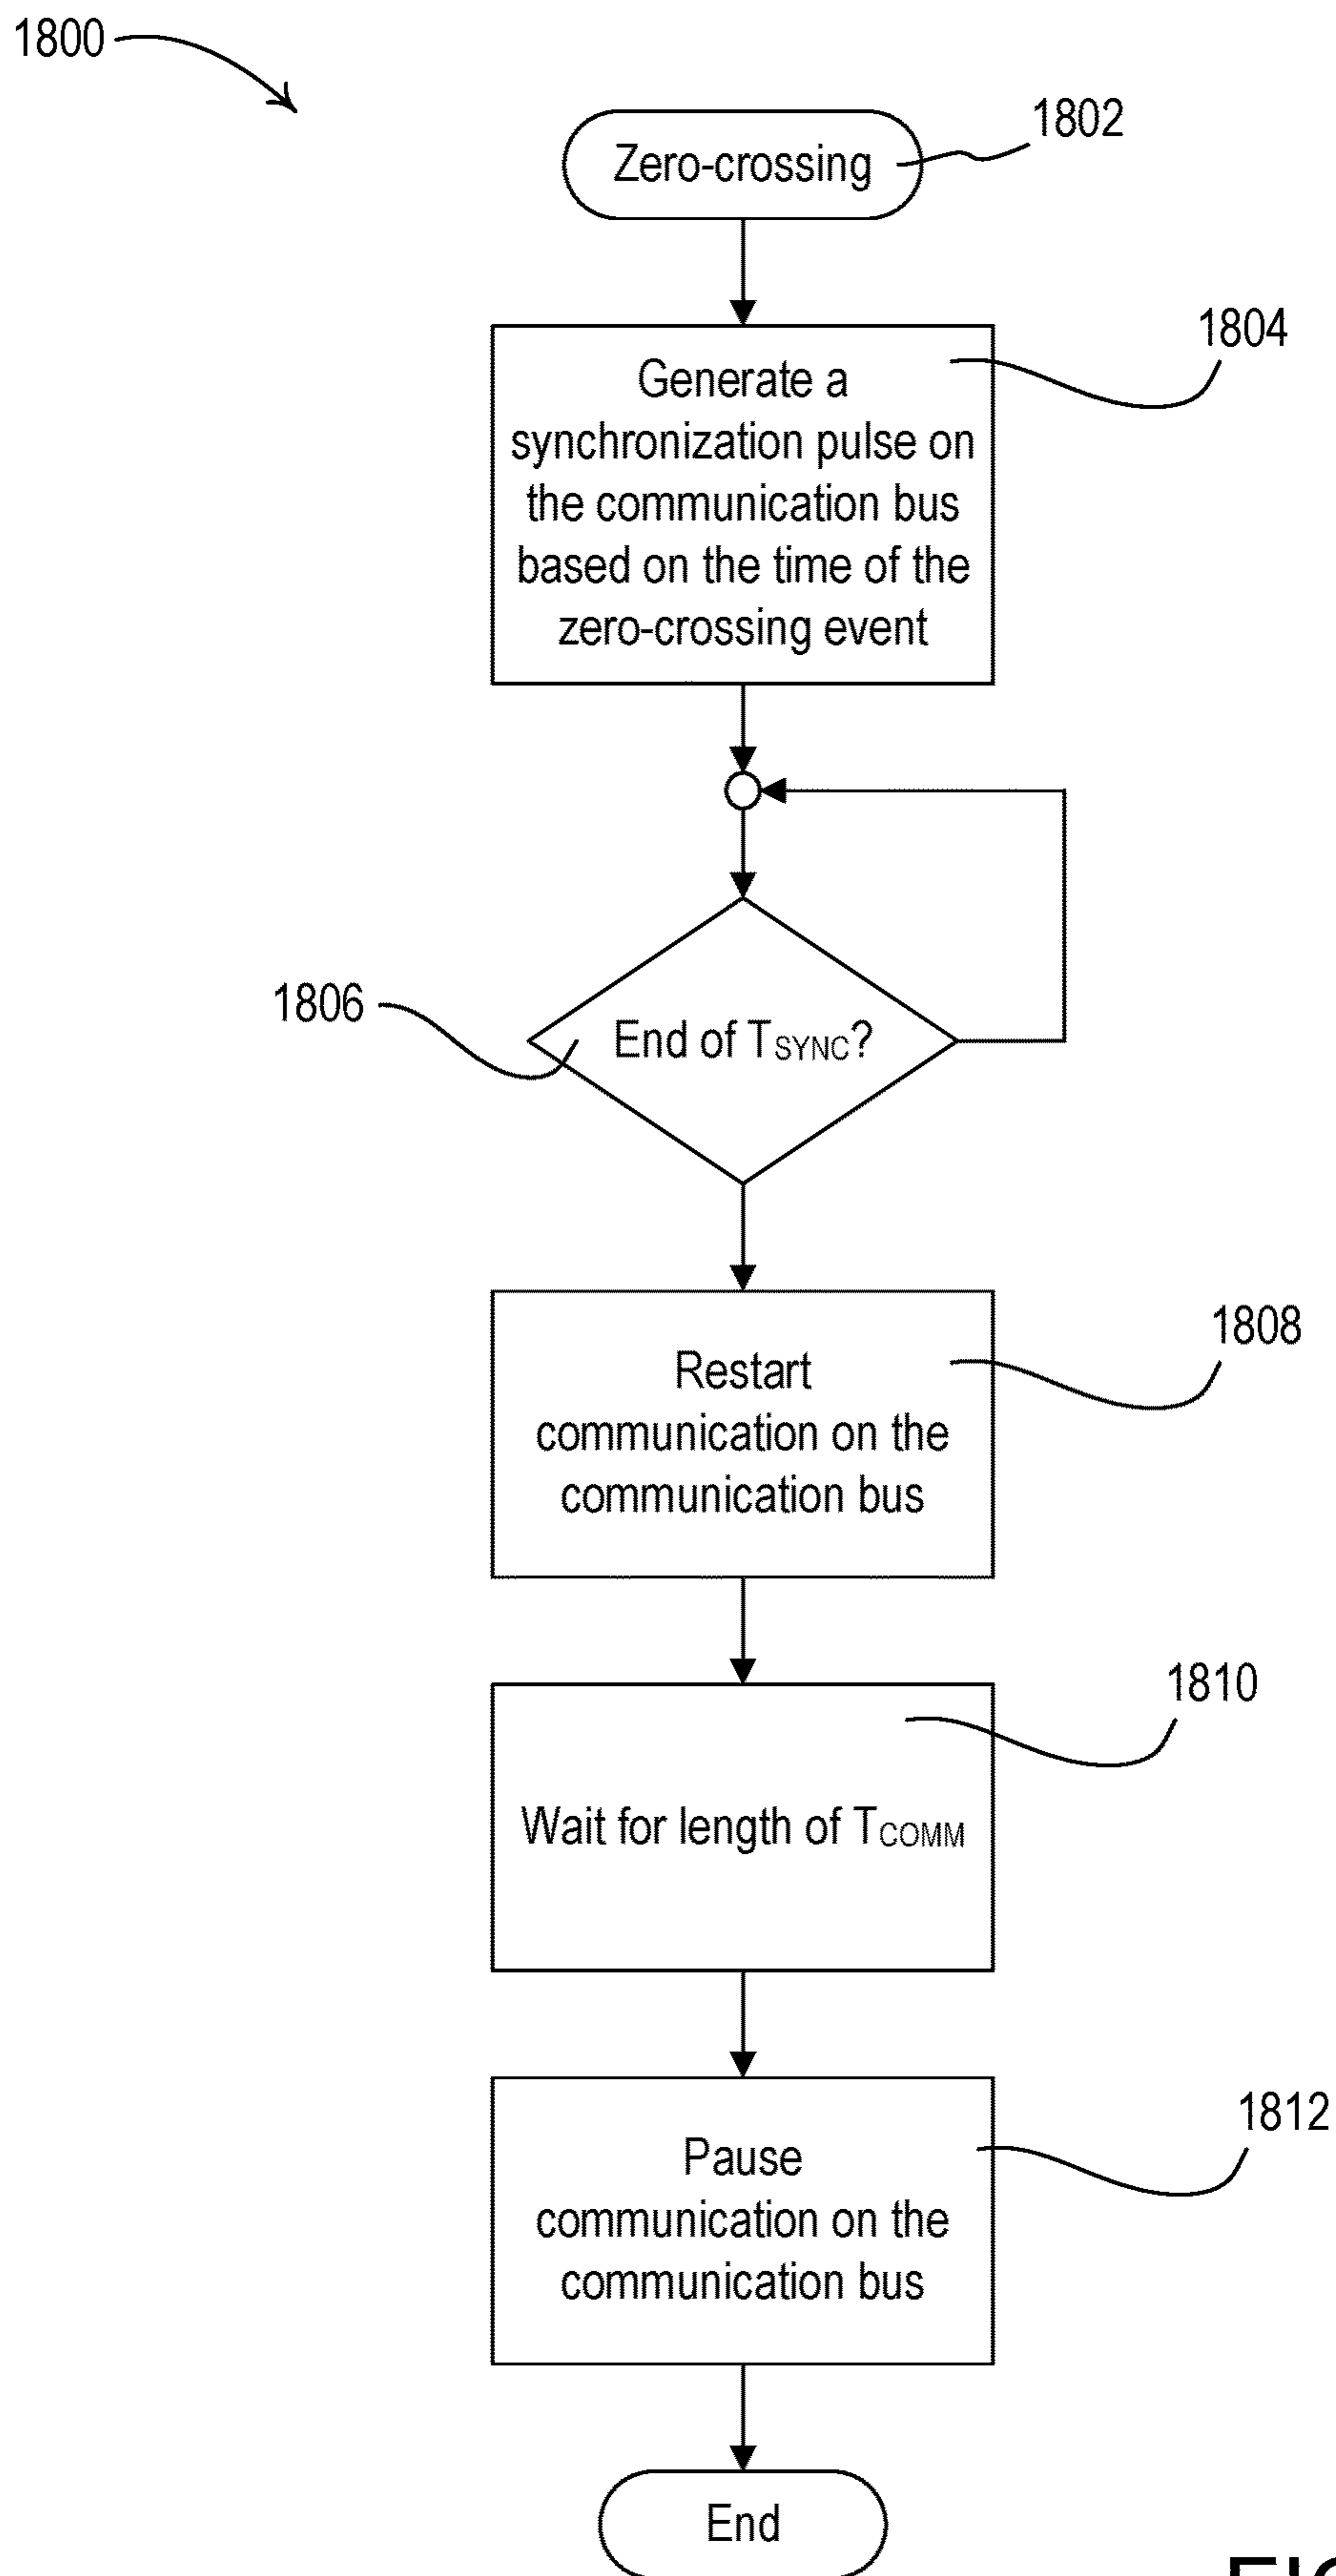 1800
Zero-crossing
1802
Generate a
synchronization pulse on
the communication bus
based on the time of the
zero-crossing event
1804
1806
End of TSYNC?
Restart
communication on the
communication bus
1808
Wait for length of TCOMM
1810
Pause
communication on the
communication bus
1812
End